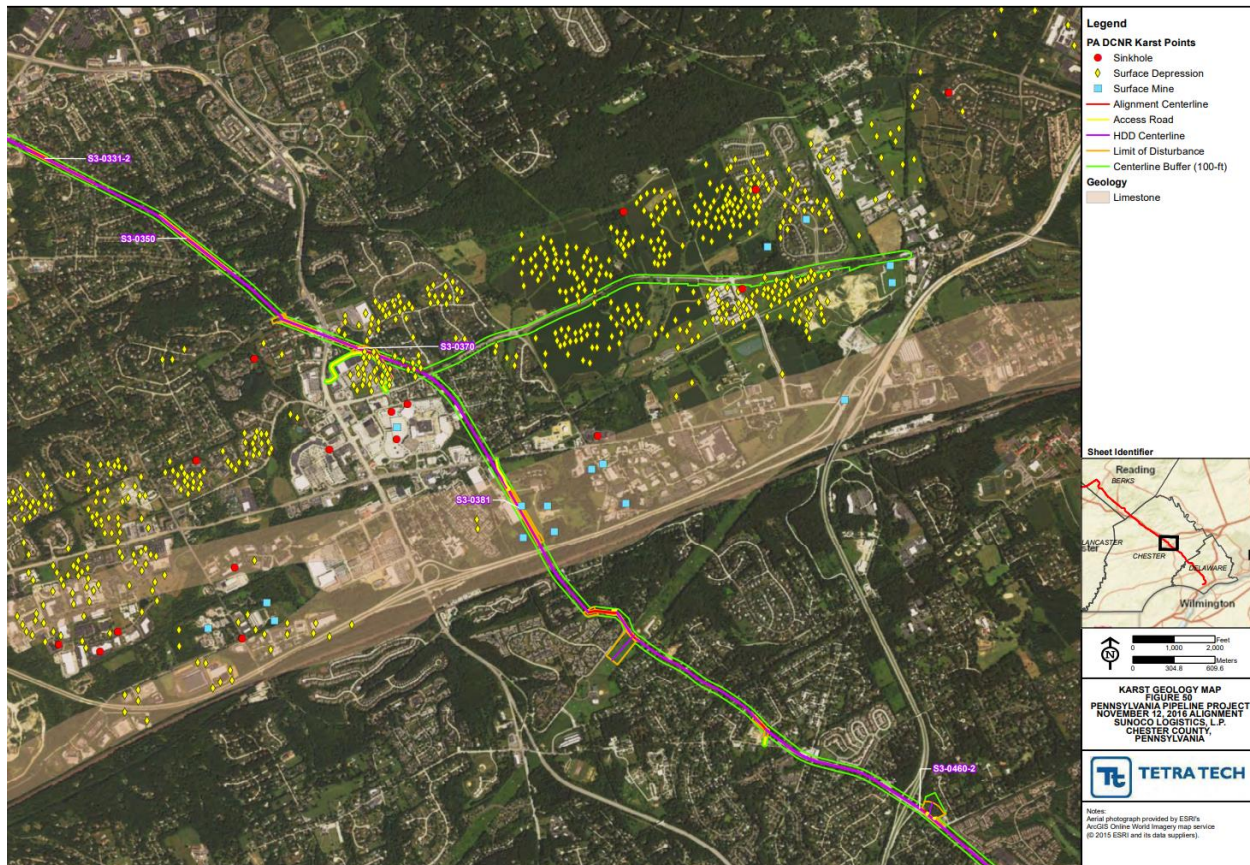 S3-0331-2
S3-0350
S3-0370
S3-0381
S3-0460-2
Legend
PA DCNR Karst Points
Sinkhole
Surface Depression
Surface Mine
Alignment Centerline
Access Road
HDD Centerline
Limit of Disturbance
Centerline Buffer (100-ft)
Geology
Limestone
Sheet Identifier
Reading
BERKS
LANCASTER
CHESTER
DELAWARE
Wilmington
N
Feet
0 1,000 2,000
Meters
0 304.8 609.6
KARST GEOLOGY MAP
FIGURE 50
PENNSYLVANIA PIPELINE PROJECT
NOVEMBER 12, 2016 ALIGNMENT
SUNOCO LOGISTICS, L.P.
CHESTER COUNTY,
PENNSYLVANIA
Tt TETRA TECH
Notes:
Aerial photograph provided by ESRI's
ArcGIS Online World Imagery map service
(© 2015 ESRI and its data suppliers).